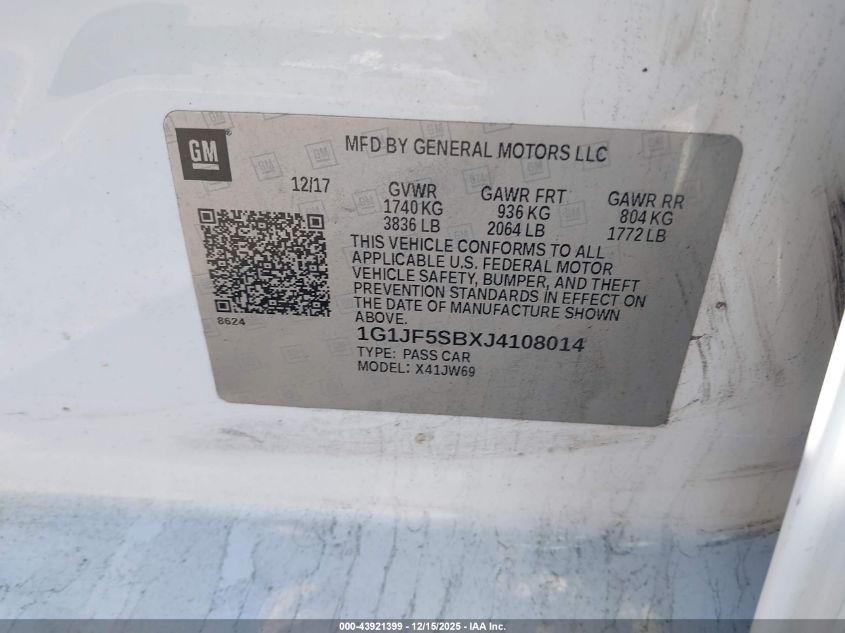 GM®
MFD BY GENERAL MOTORS LLC
12/17
GVWR GAWR FRT GAWR RR
1740 KG 936 KG 804 KG
3836 LB 2064 LB 1772 LB
THIS VEHICLE CONFORMS TO ALL
APPLICABLE U.S. FEDERAL MOTOR
VEHICLE SAFETY, BUMPER, AND THEFT
PREVENTION STANDARDS IN EFFECT ON
THE DATE OF MANUFACTURE SHOWN
ABOVE.
8624
1G1JF5SBXJ4108014
TYPE: PASS CAR
MODEL: X41JW69
000-43921399 - 12/15/2025 - IAA Inc.